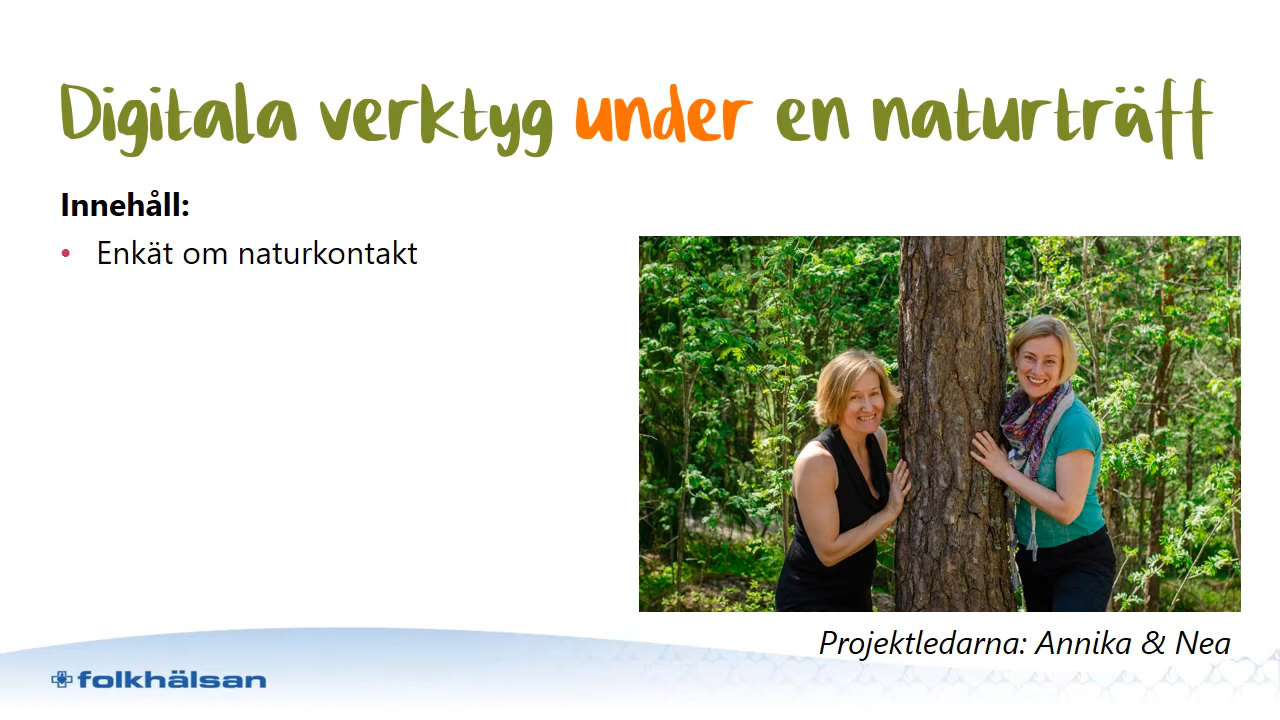 Digitala verktyg under en naturträff
Innehåll:
• Enkät om naturkontakt
Projektledarna: Annika & Nea
folkhälsan